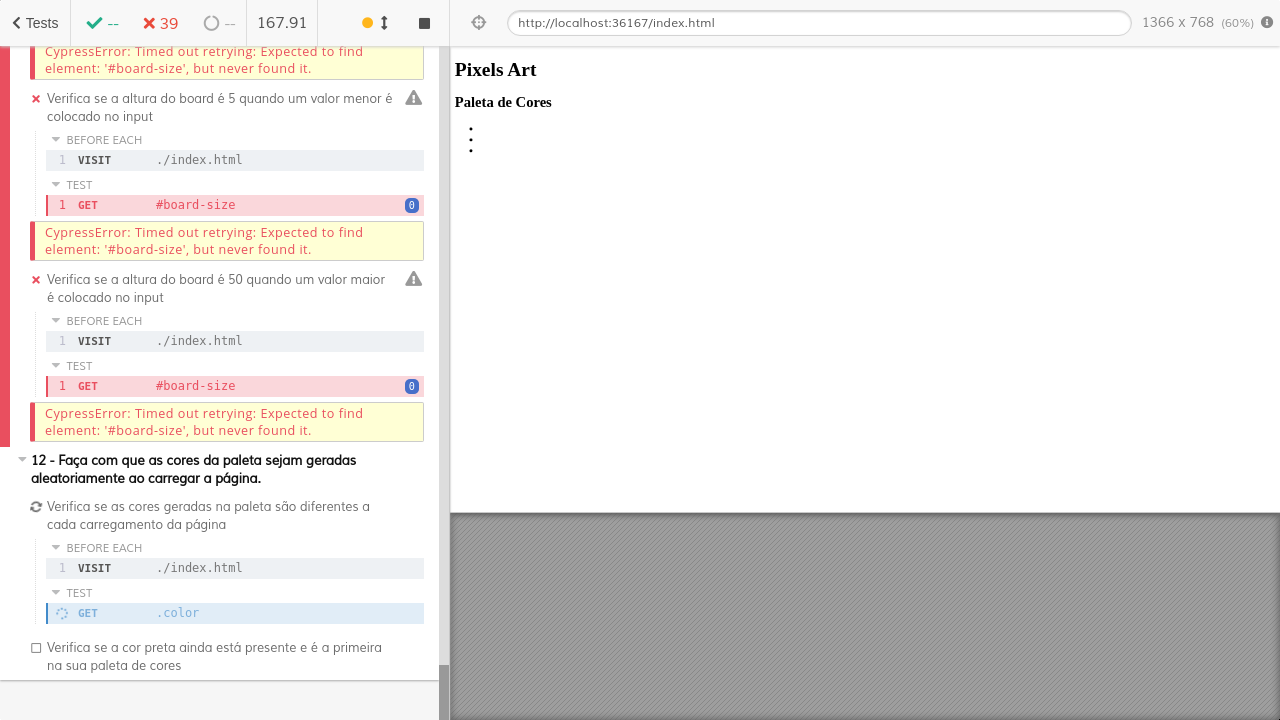 Tests
--
39
--
167.91
http://localhost:36167/index.html
1366 x 768 (60%)
CypressError: Timed out retrying: Expected to find
element: '#board-size', but never found it.
Verifica se a altura do board é 5 quando um valor menor é
colocado no input
BEFORE EACH
1 VISIT ./index.html
TEST
1 GET #board-size 0
CypressError: Timed out retrying: Expected to find
element: '#board-size', but never found it.
Verifica se a altura do board é 50 quando um valor maior
é colocado no input
BEFORE EACH
1 VISIT ./index.html
TEST
1 GET #board-size 0
CypressError: Timed out retrying: Expected to find
element: '#board-size', but never found it.
12 - Faça com que as cores da paleta sejam geradas
aleatoriamente ao carregar a página.
Verifica se as cores geradas na paleta são diferentes a
cada carregamento da página
BEFORE EACH
1 VISIT ./index.html
TEST
GET .color
Verifica se a cor preta ainda está presente e é a primeira
na sua paleta de cores
Pixels Art
Paleta de Cores